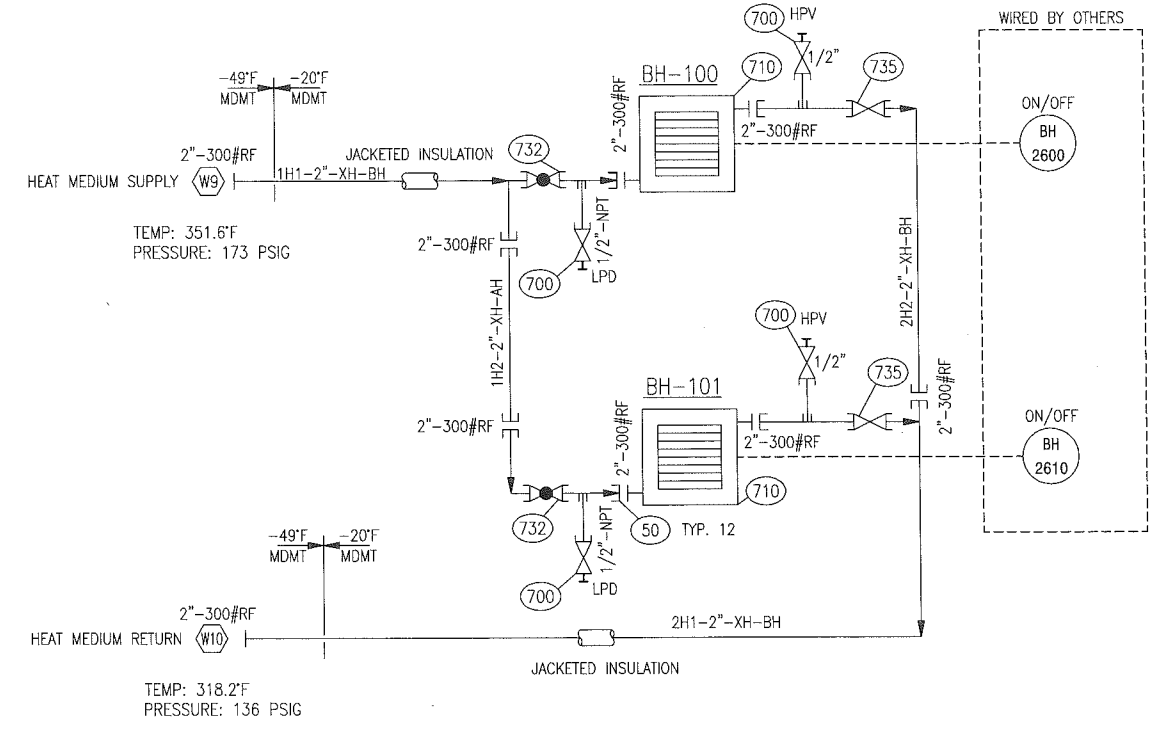 WIRED BY OTHERS
700 HPV
1/2"
BH-100
710
735
-49°F -20°F
MDMT MDMT
ON/OFF
BH
2600
2"-300#RF
2"-300#RF
2"-300#RF
JACKETED INSULATION
732
HEAT MEDIUM SUPPLY W9
1H1-2"-XH-BH
TEMP: 351.6°F
PRESSURE: 173 PSIG
2"-300#RF
1/2"-NPT
700
LPD
1H2-2"-XH-AH
2H2-2"-XH-BH
700 HPV
1/2"
735
BH-101
2"-300#RF
2"-300#RF
2"-300#RF
2"-300#RF
ON/OFF
BH
2610
710
732
50 TYP. 12
1/2"-NPT
700
LPD
-49°F -20°F
MDMT MDMT
2"-300#RF
HEAT MEDIUM RETURN W10
2H1-2"-XH-BH
JACKETED INSULATION
TEMP: 318.2°F
PRESSURE: 136 PSIG